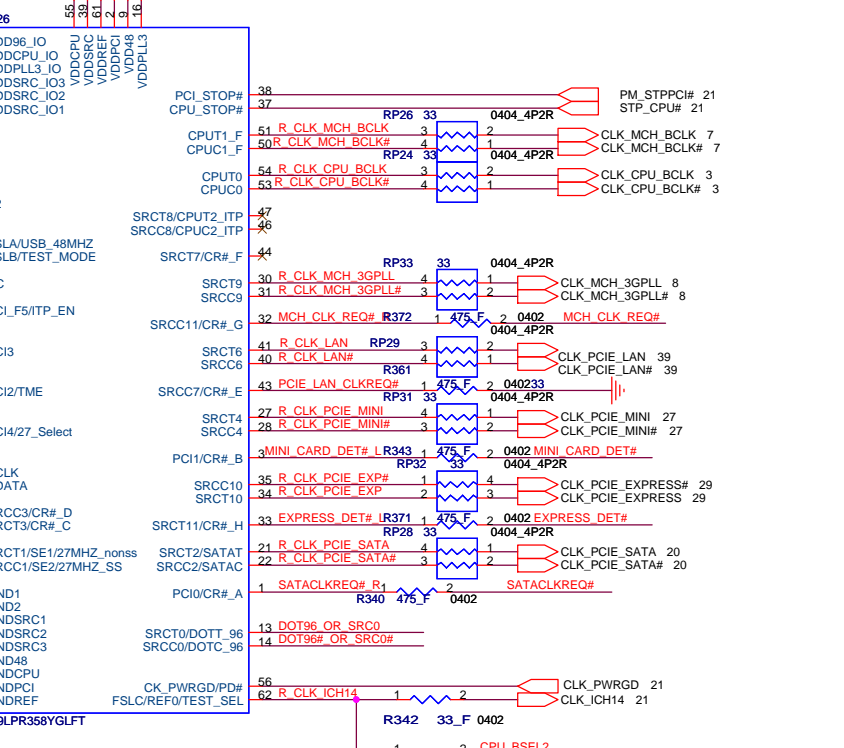 26
55 39 61 2 9 16
VDDCPU VDDSRC VDDREF VDDPCI VDD48 VDDPLL3
DD96_IO
DDCPU_IO
DDPLL3_IO
DDSRC_IO3
DDSRC_IO2
DDSRC_IO1
PCI_STOP# 38 PM_STPPCI# 21
CPU_STOP# 37 STP_CPU# 21
RP26 33 0404_4P2R
CPUT1_F 51 R_CLK_MCH_BCLK 3 2 CLK_MCH_BCLK 7
CPUC1_F 50 R_CLK_MCH_BCLK# 4 1 CLK_MCH_BCLK# 7
RP24 33 0404_4P2R
CPUT0 54 R_CLK_CPU_BCLK 3 2 CLK_CPU_BCLK 3
CPUC0 53 R_CLK_CPU_BCLK# 4 1 CLK_CPU_BCLK# 3
SRCT8/CPUT2_ITP 47
SRCC8/CPUC2_ITP 46
SLA/USB_48MHZ
SLB/TEST_MODE SRCT7/CR#_F 44
RP33 33 0404_4P2R
SRCT9 30 R_CLK_MCH_3GPLL 4 1 CLK_MCH_3GPLL 8
SRCC9 31 R_CLK_MCH_3GPLL# 3 2 CLK_MCH_3GPLL# 8
CI_F5/ITP_EN
SRCC11/CR#_G 32 MCH_CLK_REQ#_R R372 1 475_F 2 0402 MCH_CLK_REQ#
0404_4P2R
CI3 SRCT6 41 R_CLK_LAN RP29 3 2 CLK_PCIE_LAN 39
SRCC6 40 R_CLK_LAN# 4 1 CLK_PCIE_LAN# 39
R361
CI2/TME SRCC7/CR#_E 43 PCIE_LAN_CLKREQ# 1 475_F 2 0402 33
RP31 33 0404_4P2R
SRCT4 27 R_CLK_PCIE_MINI 4 1 CLK_PCIE_MINI 27
CI4/27_Select SRCC4 28 R_CLK_PCIE_MINI# 3 2 CLK_PCIE_MINI# 27
PCI1/CR#_B 3 MINI_CARD_DET#_L R343 1 475_F 2 0402 MINI_CARD_DET#
RP32 33 0404_4P2R
CLK
DATA SRCC10 35 R_CLK_PCIE_EXP# 1 4 CLK_PCIE_EXPRESS# 29
SRCT10 34 R_CLK_PCIE_EXP 2 3 CLK_PCIE_EXPRESS 29
RCC3/CR#_D
RCT3/CR#_C SRCT11/CR#_H 33 EXPRESS_DET#_L R371 1 475_F 2 0402 EXPRESS_DET#
RP28 33 0404_4P2R
RCT1/SE1/27MHZ_nonss SRCT2/SATAT 21 R_CLK_PCIE_SATA 4 1 CLK_PCIE_SATA 20
RCC1/SE2/27MHZ_SS SRCC2/SATAC 22 R_CLK_PCIE_SATA# 3 2 CLK_PCIE_SATA# 20
ND1 PCI0/CR#_A 1 SATACLKREQ#_R 1 2 SATACLKREQ#
R340 475_F 0402
ND2
NDSRC1
NDSRC2 SRCT0/DOTT_96 13 DOT96_OR_SRC0
NDSRC3 SRCC0/DOTC_96 14 DOT96#_OR_SRC0#
ND48
NDCPU
NDPCI CK_PWRGD/PD# 56 CLK_PWRGD 21
NDREF FSLC/REF0/TEST_SEL 62 R_CLK_ICH14 1 2 CLK_ICH14 21
9LPR358YGLFT R342 33_F 0402